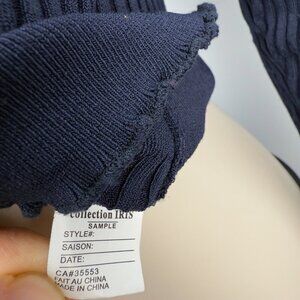 Collection IRIS
SAMPLE
STYLE#:
SAISON:
DATE:
CA#35553
FAIT AU CHINA
MADE IN CHINA